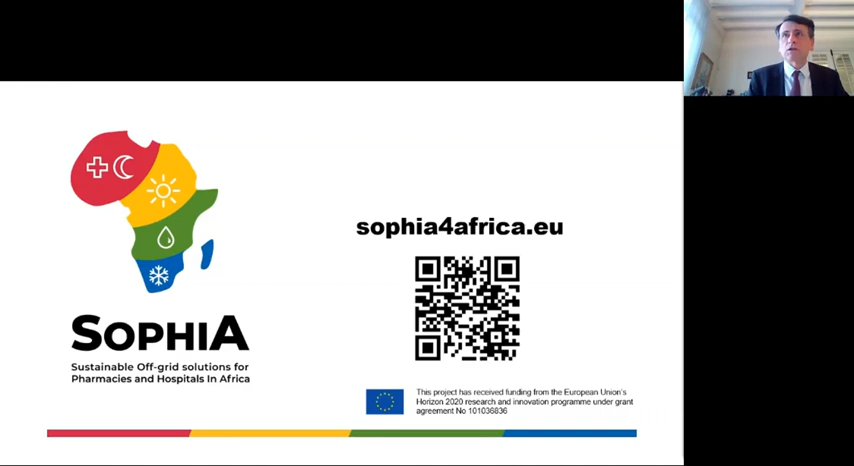 sophia4africa.eu
SOPHIA
Sustainable Off-grid solutions for
Pharmacies and Hospitals In Africa
This project has received funding from the European Union's
Horizon 2020 research and innovation programme under grant
agreement No 101036836